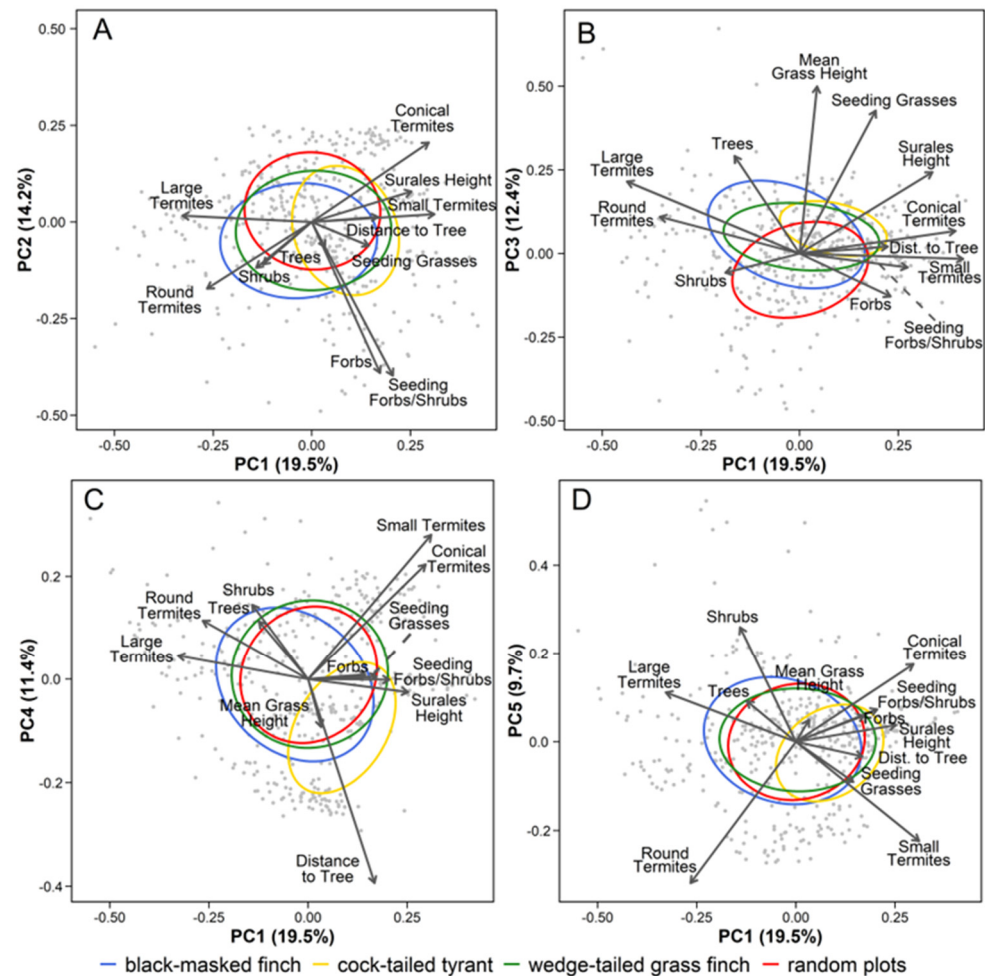 A
0.50
0.25
0.00
-0.25
-0.50
PC2 (14.2%)
Conical
Termites
Large
Termites
Surales Height
Small Termites
Distance to Tree
Trees
Seeding Grasses
Shrubs
Round
Termites
Forbs
Seeding
Forbs/Shrubs
-0.50
-0.25
0.00
0.25
PC1 (19.5%)
B
0.50
0.25
0.00
-0.25
-0.50
PC3 (12.4%)
Mean
Grass Height
Seeding Grasses
Trees
Surales
Height
Large
Termites
Round
Termites
Conical
Termites
Dist. to Tree
Small
Termites
Shrubs
Forbs
Seeding
Forbs/Shrubs
-0.50
-0.25
0.00
0.25
PC1 (19.5%)
C
0.2
0.0
-0.2
-0.4
PC4 (11.4%)
Small Termites
Conical
Termites
Shrubs
Trees
Round
Termites
Seeding
Grasses
Large
Termites
Forbs
Seeding
Forbs/Shrubs
Mean Grass
Height
Surales
Height
Distance
to Tree
-0.50
-0.25
0.00
0.25
PC1 (19.5%)
D
0.4
0.2
0.0
-0.2
PC5 (9.7%)
Shrubs
Conical
Termites
Large
Termites
Mean Grass
Height
Trees
Seeding
Forbs/Shrubs
Forbs
Surales
Height
Dist. to Tree
Seeding
Grasses
Round
Termites
Small
Termites
-0.50
-0.25
0.00
0.25
PC1 (19.5%)
black-masked finch cock-tailed tyrant wedge-tailed grass finch random plots